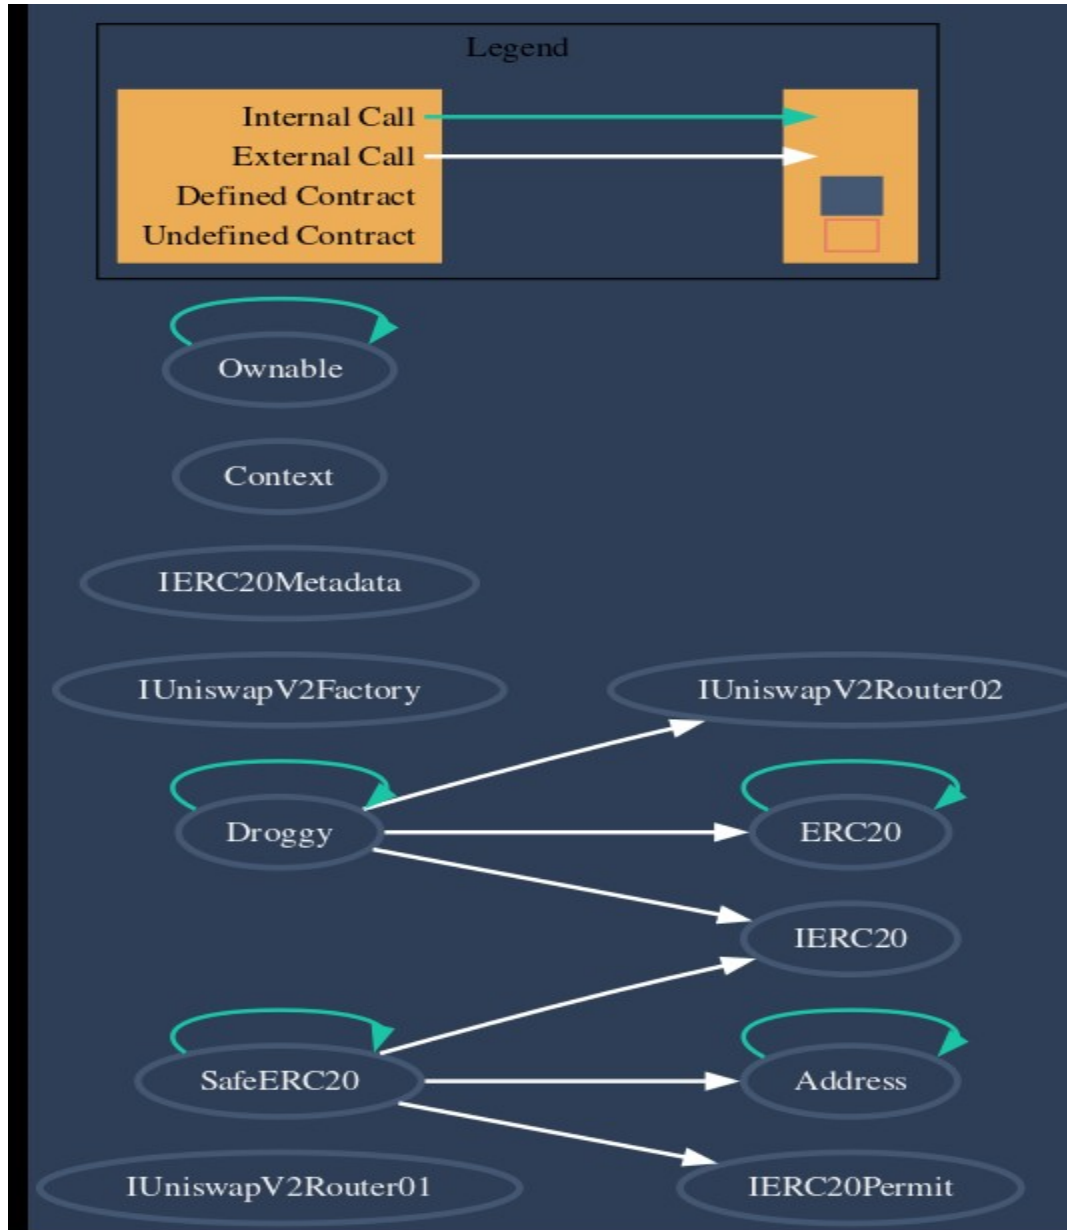 Legend
Internal Call
External Call
Defined Contract
Undefined Contract
Ownable
Context
IERC20Metadata
IUniswapV2Factory
IUniswapV2Router02
Droggy
ERC20
IERC20
SafeERC20
Address
IUniswapV2Router01
IERC20Permit